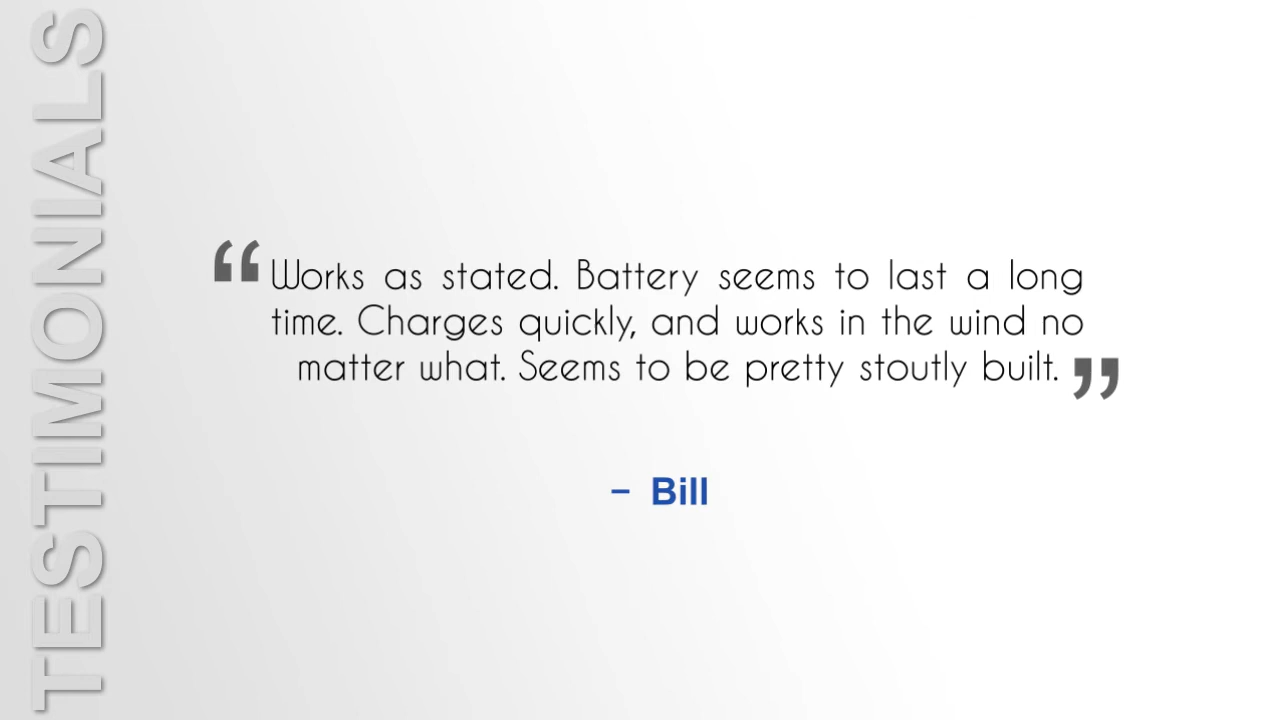 TESTIMONIALS
“Works as stated. Battery seems to last a long
time. Charges quickly, and works in the wind no
matter what. Seems to be pretty stoutly built.”
– Bill